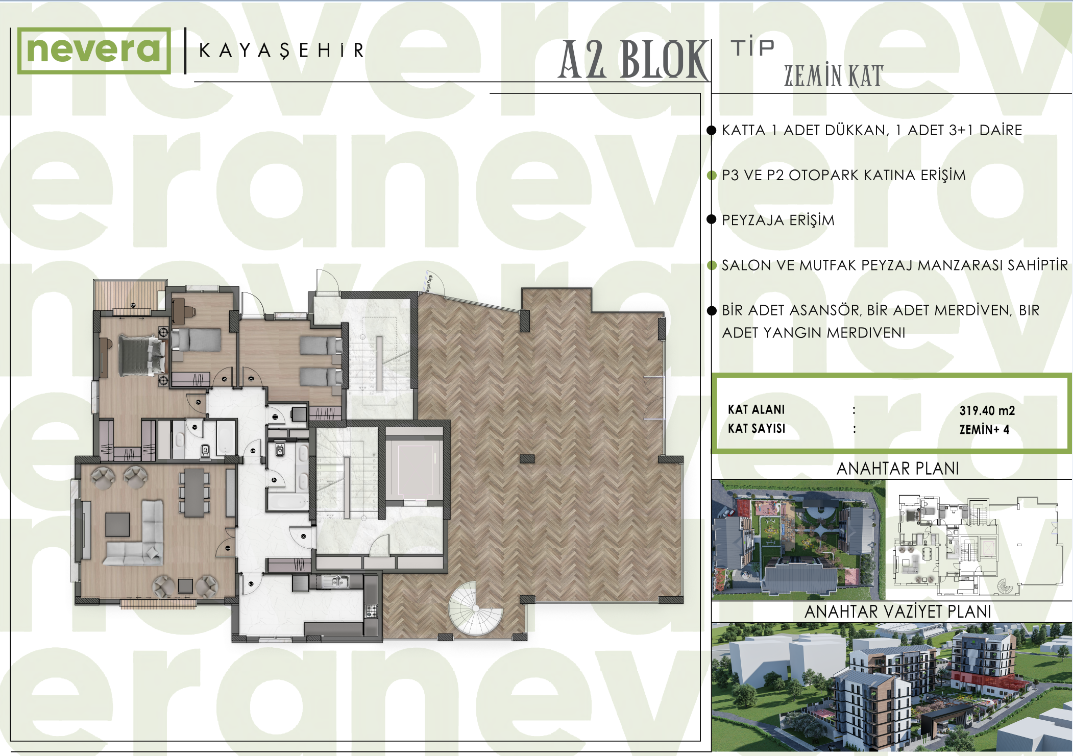 nevera
KAYAŞEHİR
A2 BLOK
TİP
ZEMİN KAT
KATTA 1 ADET DÜKKAN, 1 ADET 3+1 DAİRE
P3 VE P2 OTOPARK KATINA ERİŞİM
PEYZAJA ERİŞİM
SALON VE MUTFAK PEYZAJ MANZARASI SAHİPTİR
BİR ADET ASANSÖR, BİR ADET MERDİVEN, BIR
ADET YANGIN MERDIVENI
KAT ALANI : 319.40 m2
KAT SAYISI : ZEMİN+ 4
ANAHTAR PLANI
ANAHTAR VAZİYET PLANI